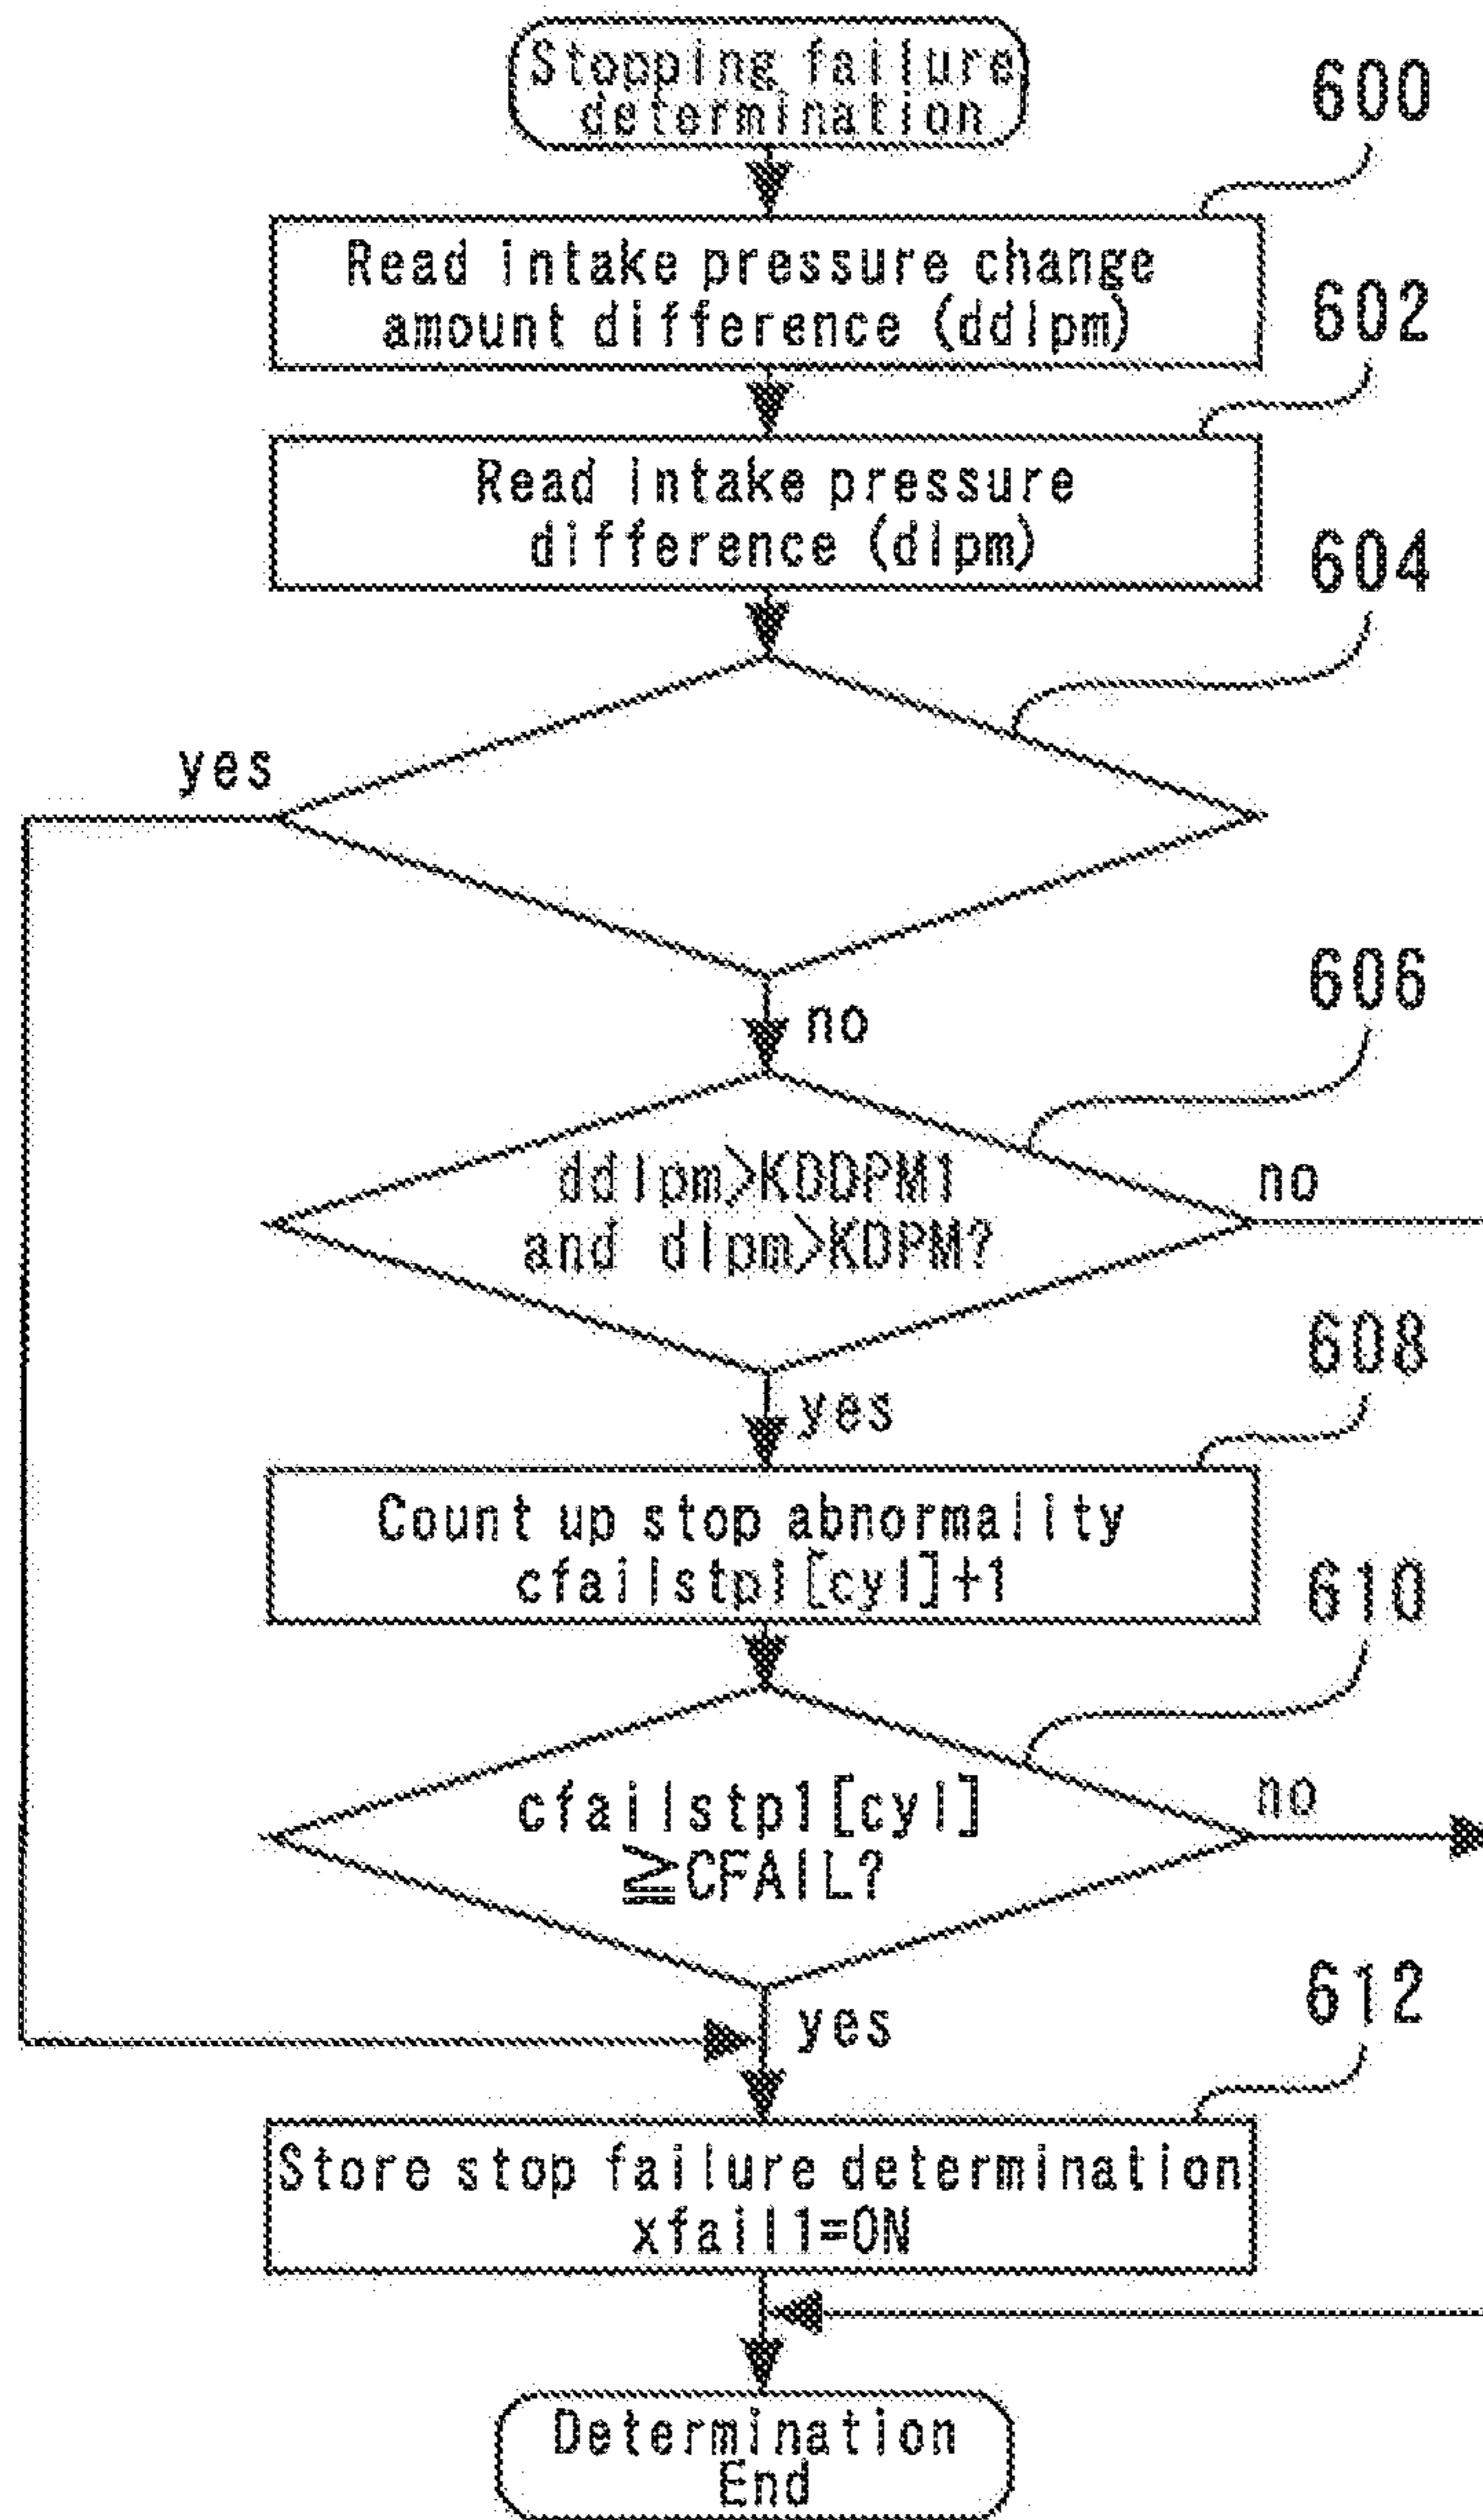 Stopping failure
determination
600
Read intake pressure change
amount difference (ddlpm)
602
Read intake pressure
difference (dlpm)
604
yes
no
606
ddlpm>KDDPM1
and dlpm>KDPM?
no
608
yes
Count up stop abnormality
cfailstp1[cyl]+1
610
cfailstp1[cyl]
≧CFAIL?
no
612
yes
Store stop failure determination
xfail1=ON
Determination
End